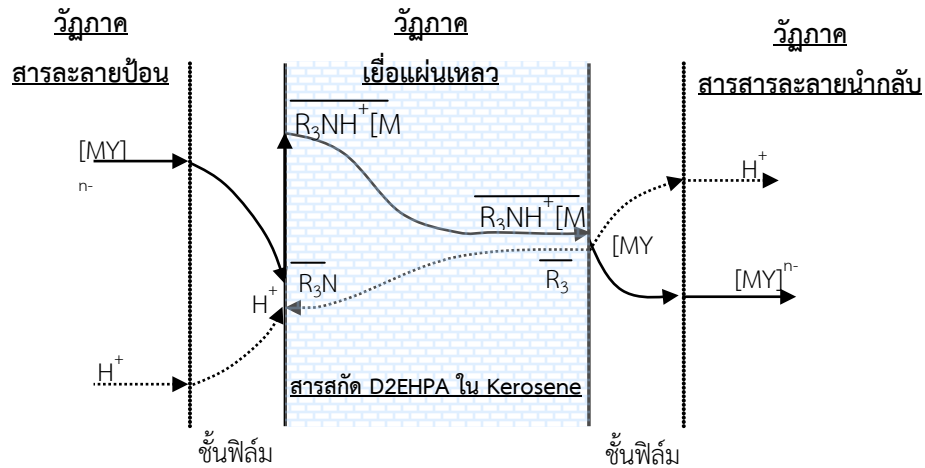 วัฏภาค
สารละลายป้อน
วัฏภาค
เยื่อแผ่นเหลว
วัฏภาค
สารสารละลายนำกลับ
R₃NH⁺[M
[MY]
n-
H⁺
R₃NH⁺[M
[MY
R₃N
R₃
H⁺
[MY]ⁿ⁻
H⁺
สารสกัด D2EHPA ใน Kerosene
ชั้นฟิล์ม
ชั้นฟิล์ม